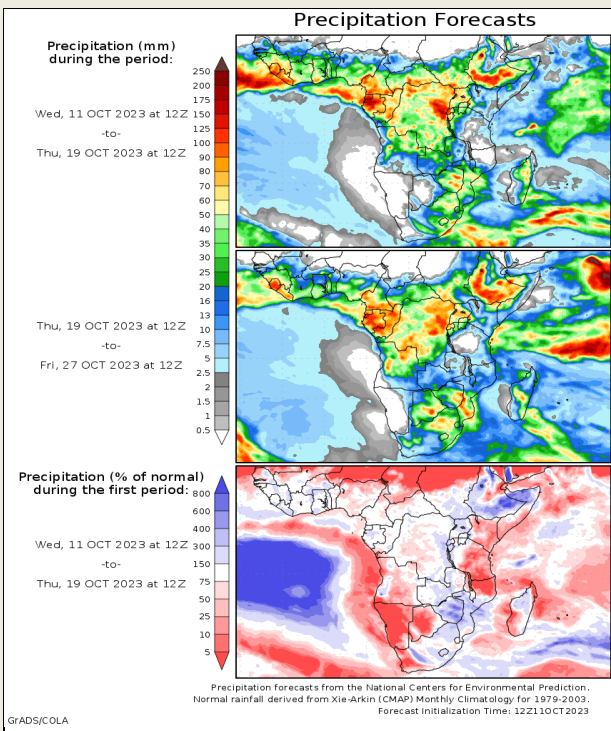 Precipitation Forecasts
Precipitation (mm)
during the period:
Wed, 11 OCT 2023 at 12Z
-to-
Thu, 19 OCT 2023 at 12Z
250
200
175
150
125
100
90
80
70
60
50
40
35
30
25
20
16
13
10
7.5
5
2.5
2
1.5
1
0.5
Thu, 19 OCT 2023 at 12Z
-to-
Fri, 27 OCT 2023 at 12Z
Precipitation (% of normal)
during the first period:
Wed, 11 OCT 2023 at 12Z
-to-
Thu, 19 OCT 2023 at 12Z
800
600
400
300
150
75
50
25
10
5
Precipitation forecasts from the National Centers for Environmental Prediction.
Normal rainfall derived from Xie-Arkin (CMAP) Monthly Climatology for 1979-2003.
Forecast Initialization Time: 12Z11OCT2023
GrADS/COLA